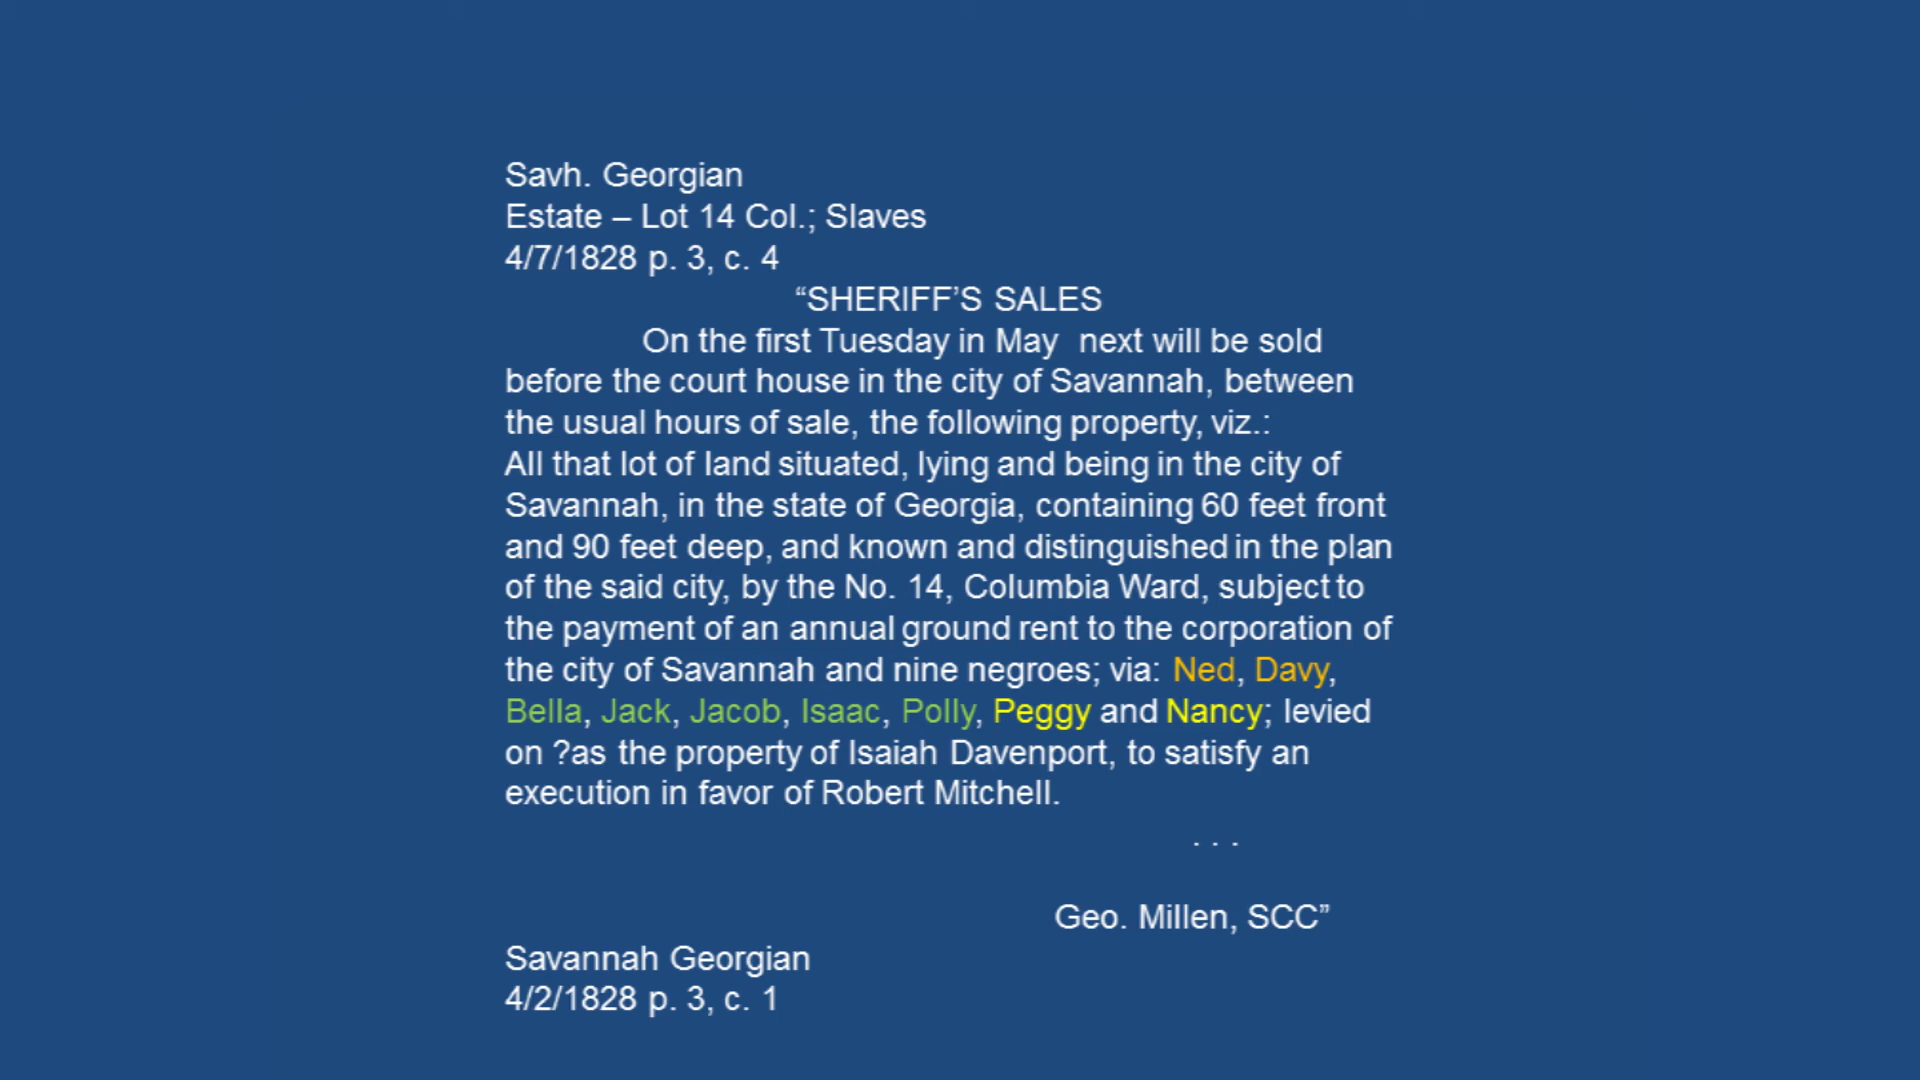 Savh. Georgian
Estate – Lot 14 Col.; Slaves
4/7/1828 p. 3, c. 4
“SHERIFF’S SALES
On the first Tuesday in May next will be sold
before the court house in the city of Savannah, between
the usual hours of sale, the following property, viz.:
All that lot of land situated, lying and being in the city of
Savannah, in the state of Georgia, containing 60 feet front
and 90 feet deep, and known and distinguished in the plan
of the said city, by the No. 14, Columbia Ward, subject to
the payment of an annual ground rent to the corporation of
the city of Savannah and nine negroes; via: Ned, Davy,
Bella, Jack, Jacob, Isaac, Polly, Peggy and Nancy; levied
on ?as the property of Isaiah Davenport, to satisfy an
execution in favor of Robert Mitchell.
. . .
Geo. Millen, SCC”
Savannah Georgian
4/2/1828 p. 3, c. 1